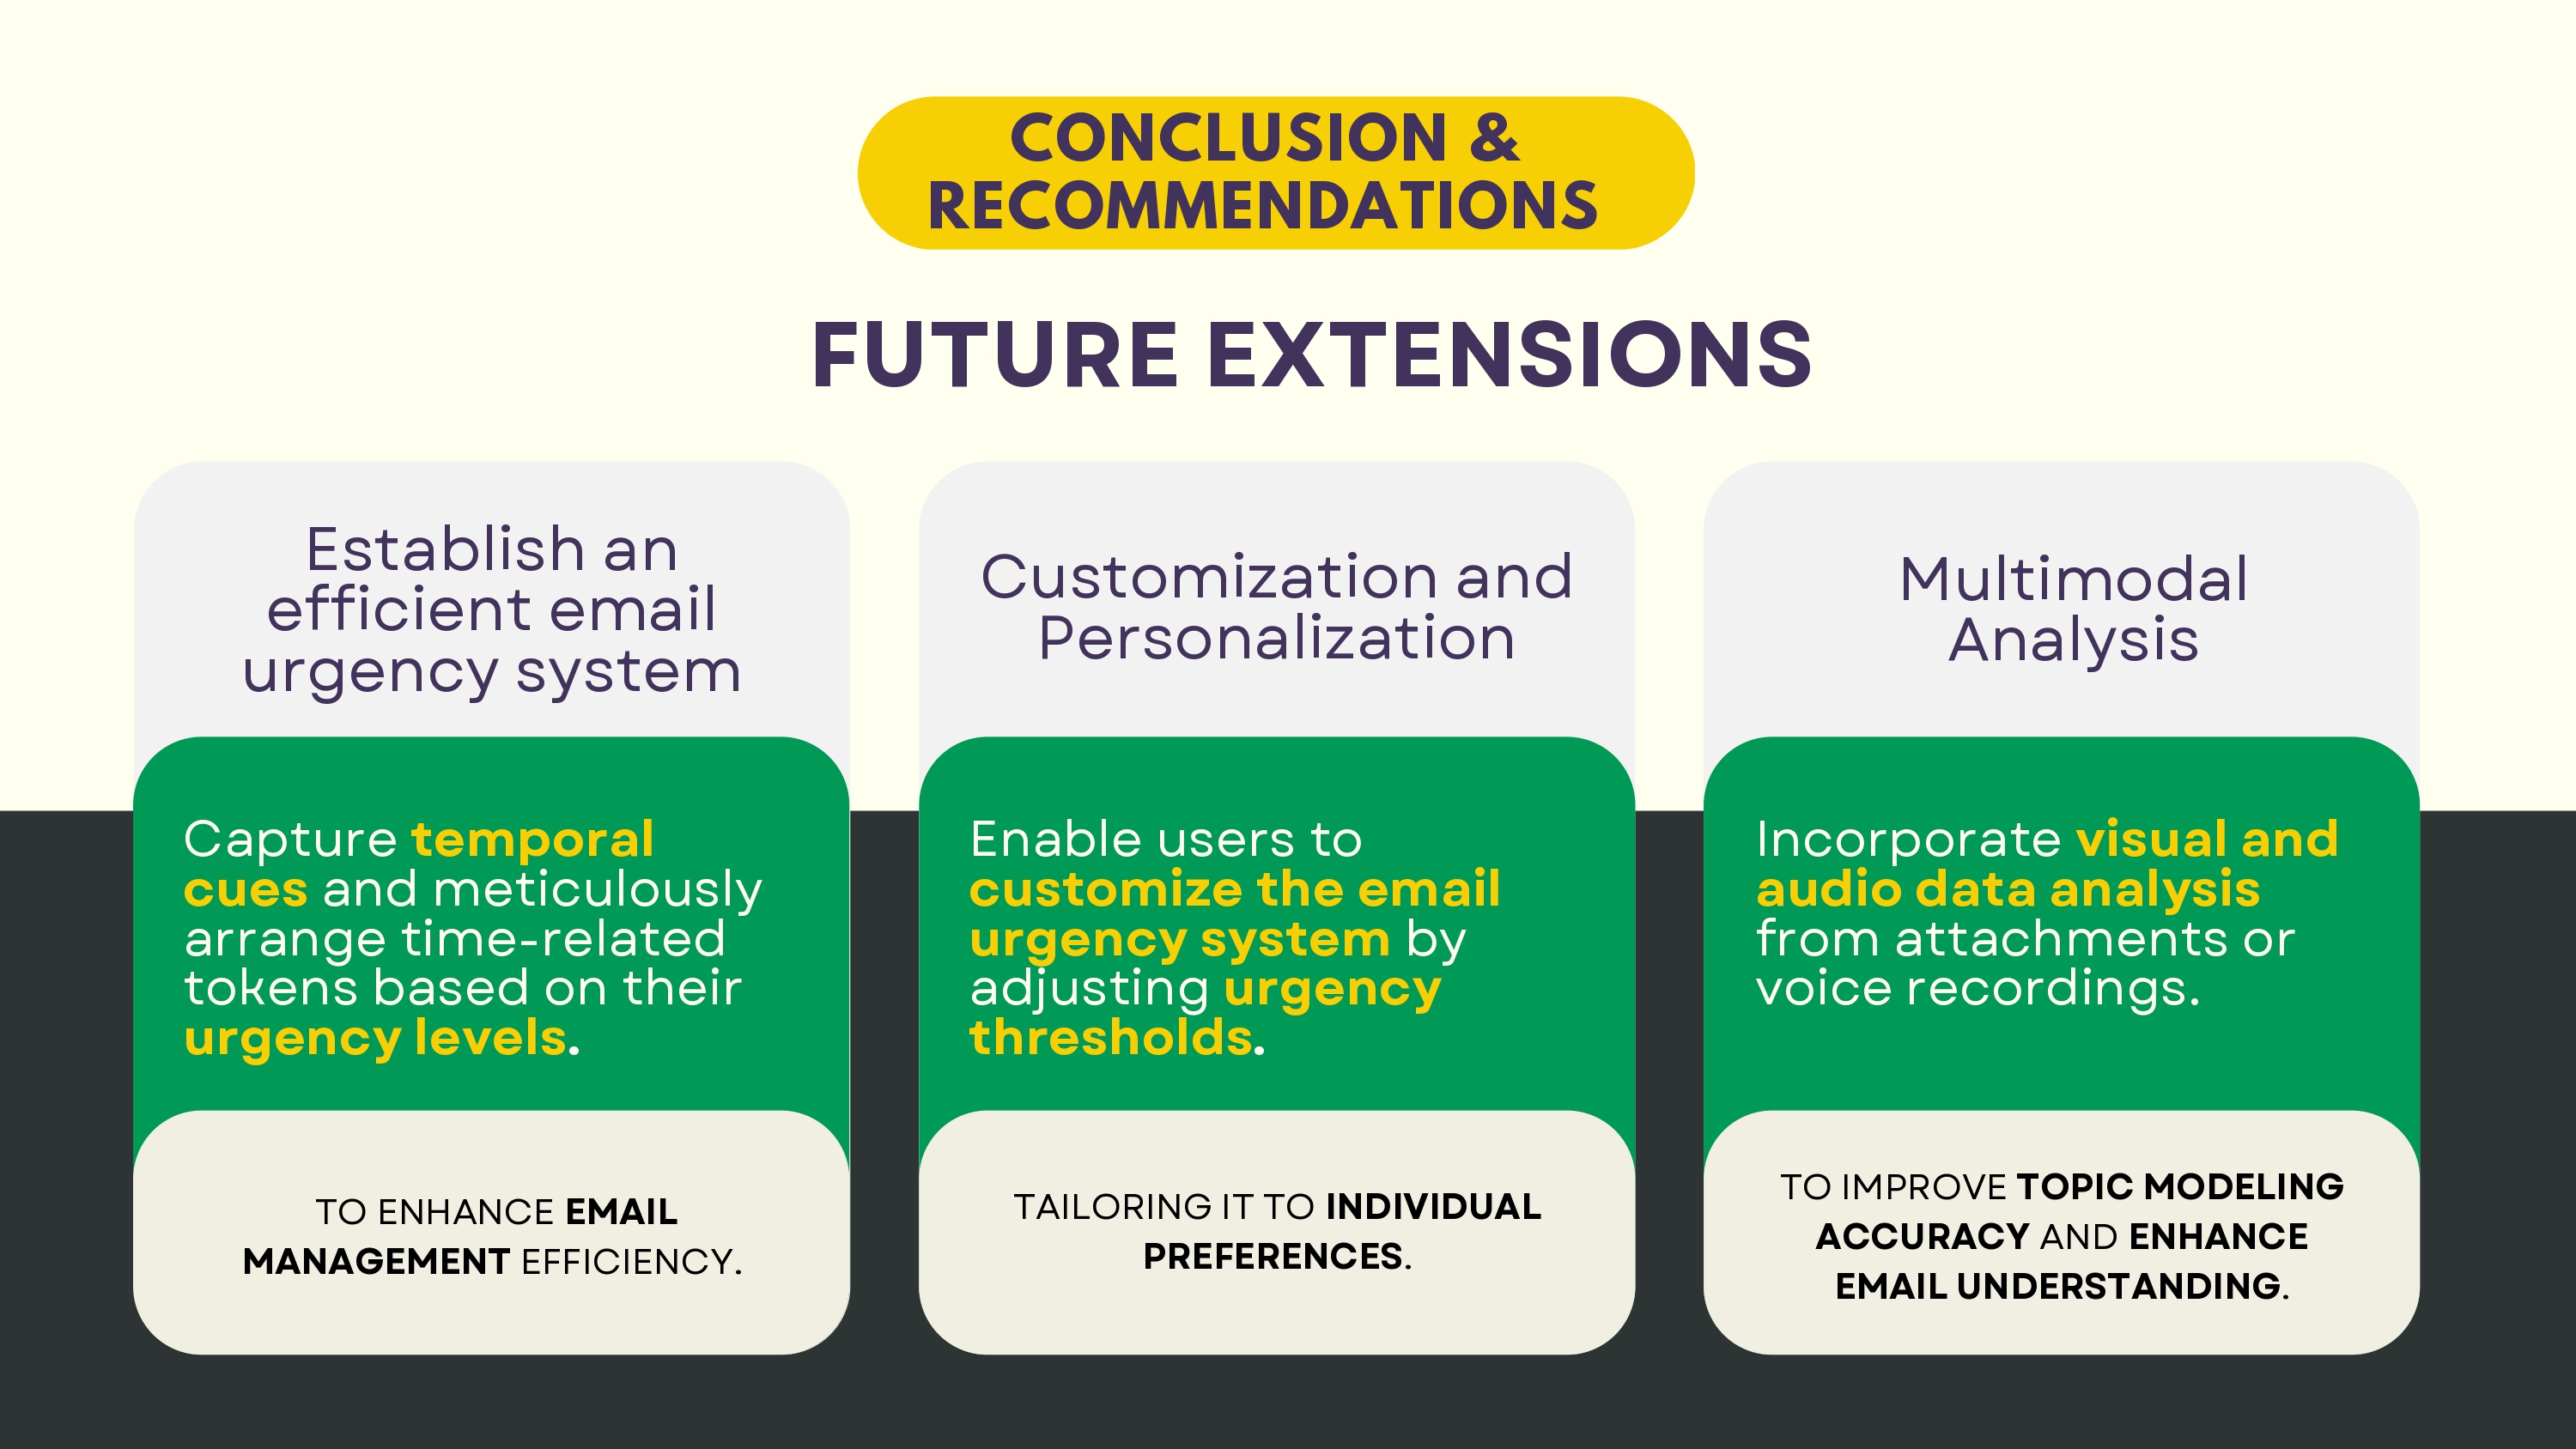 CONCLUSION &
RECOMMENDATIONS
FUTURE EXTENSIONS
Establish an
efficient email
urgency system
Capture temporal
cues and meticulously
arrange time-related
tokens based on their
urgency levels.
TO ENHANCE EMAIL
MANAGEMENT EFFICIENCY.
Customization and
Personalization
Enable users to
customize the email
urgency system by
adjusting urgency
thresholds.
TAILORING IT TO INDIVIDUAL
PREFERENCES.
Multimodal
Analysis
Incorporate visual and
audio data analysis
from attachments or
voice recordings.
TO IMPROVE TOPIC MODELING
ACCURACY AND ENHANCE
EMAIL UNDERSTANDING.